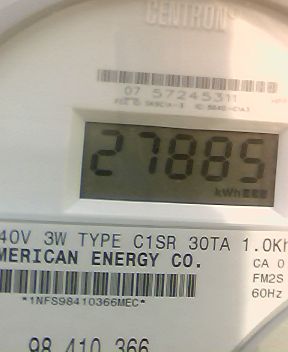 CENTRON
07 57245311
27885
kWh
40V 3W TYPE C1SR 30TA 1.0Kh
MERICAN ENERGY CO.
CA 0
FM2S
60Hz
*1NFS98410366MEC*
98 410 366